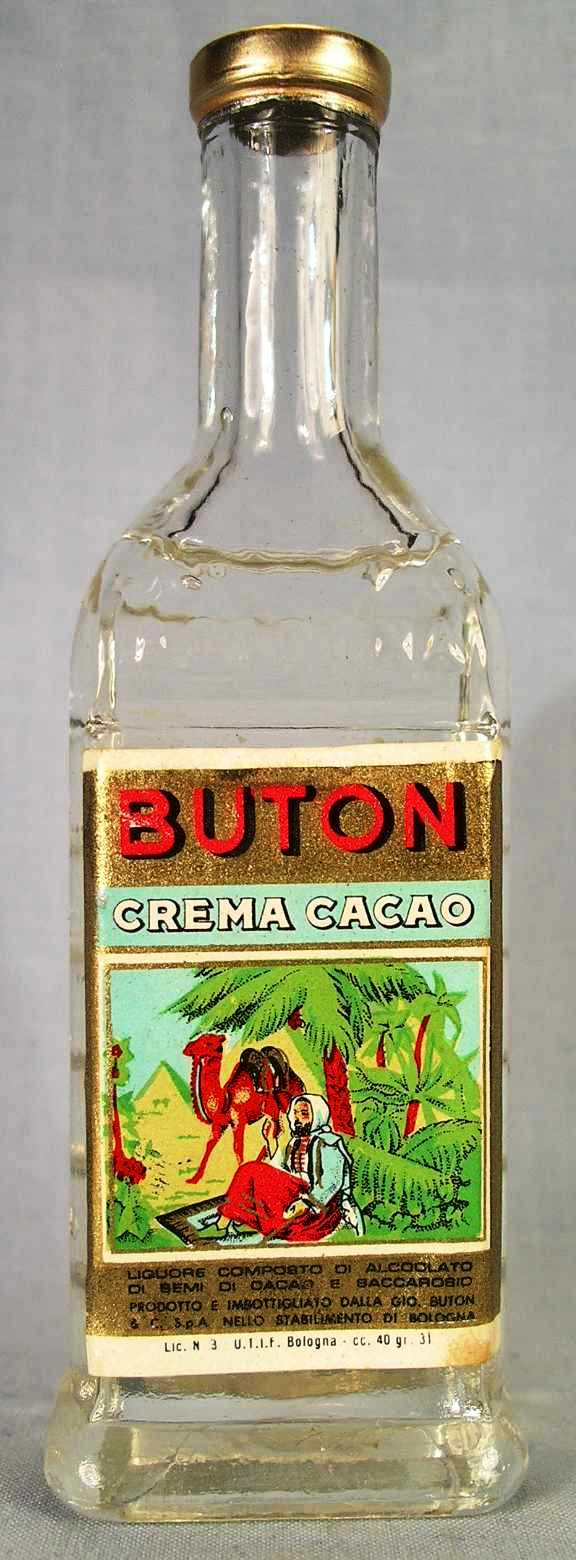 BUTON
CREMA CACAO
LIQUORE COMPOSTO DI ALCOOLATO
DI SEMI DI CACAO E SACCAROSIO
PRODOTTO E IMBOTTIGLIATO DALLA GIO. BUTON
& C. S.p.A. NELLO STABILIMENTO DI BOLOGNA
Lic. N 3 U.T.I.F. Bologna - cc. 40 gr. 31